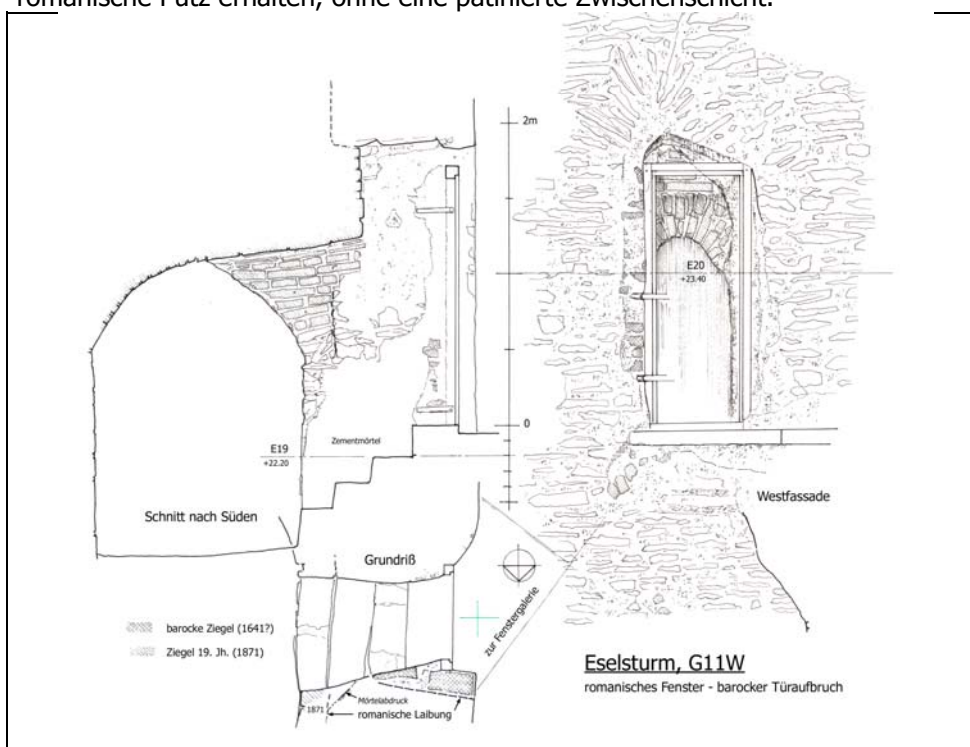 romanische Putz erhalten, ohne eine patinierte Zwischenschicht.
2m
E20
+23.40
0
Zementmörtel
E19
+22.20
Westfassade
Schnitt nach Süden
Grundriß
zur Fenstergalerie
barocke Ziegel (1641?)
Ziegel 19. Jh. (1871)
Eselsturm, G11W
romanisches Fenster - barocker Türaufbruch
Mörtelabdruck
1871
romanische Laibung